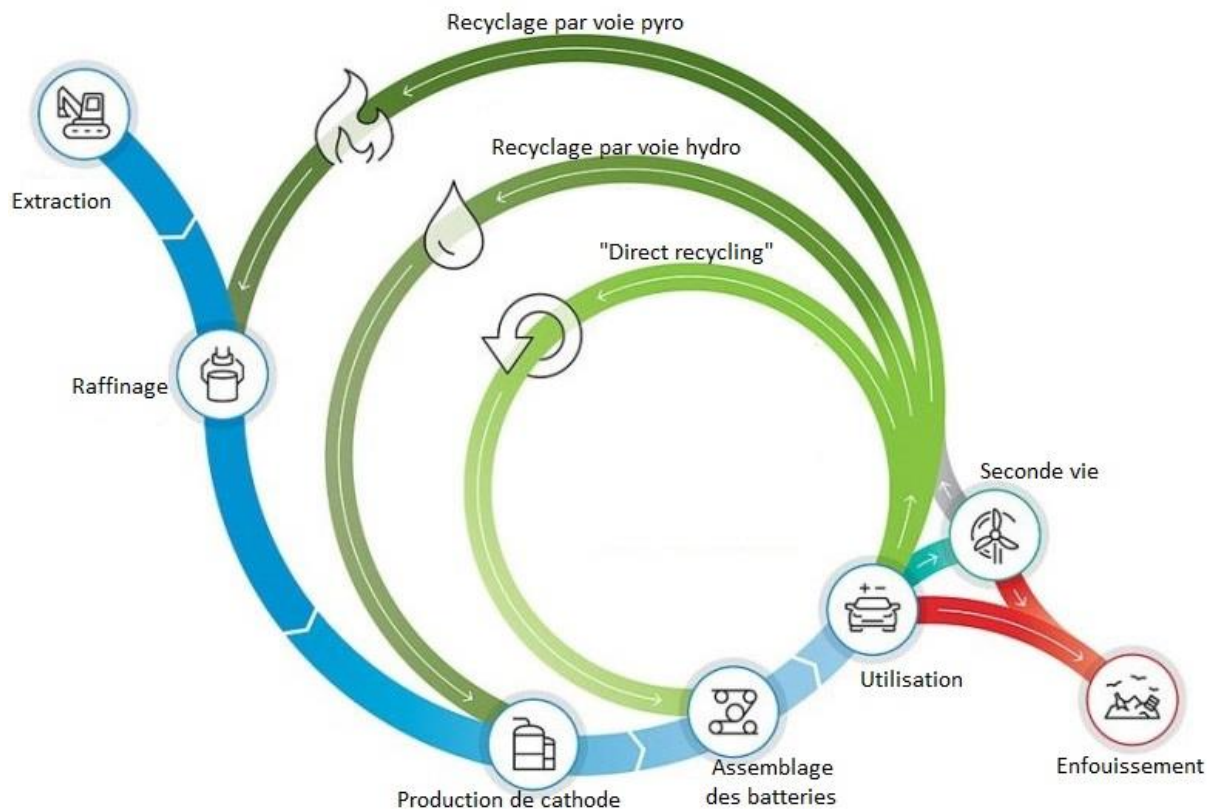 Recyclage par voie pyro
Recyclage par voie hydro
Extraction
"Direct recycling"
Raffinage
Seconde vie
+ −
Utilisation
Assemblage
des batteries
Enfouissement
Production de cathode